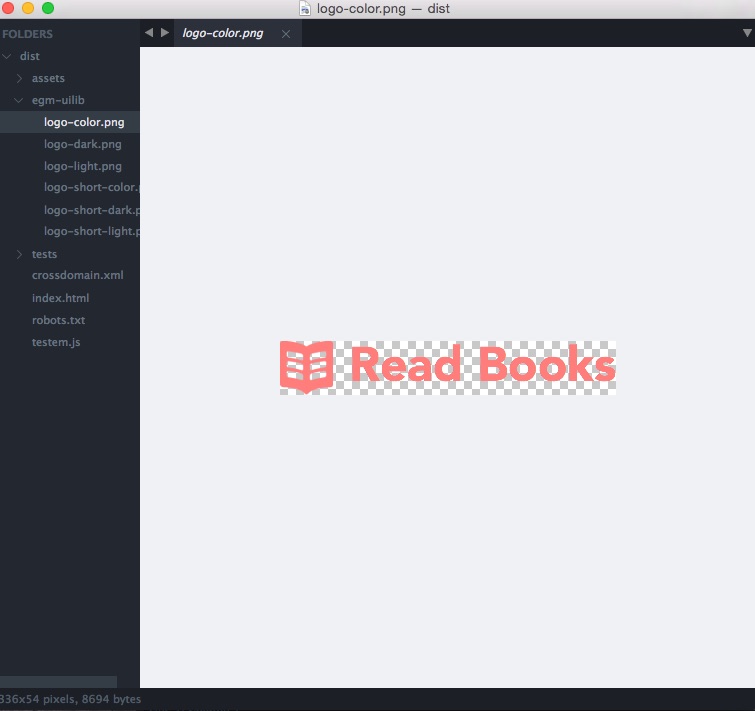 logo-color.png — dist
FOLDERS
dist
assets
egm-uilib
logo-color.png
logo-dark.png
logo-light.png
logo-short-color.p
logo-short-dark.p
logo-short-light.p
tests
crossdomain.xml
index.html
robots.txt
testem.js
logo-color.png
Read Books
336x54 pixels, 8694 bytes